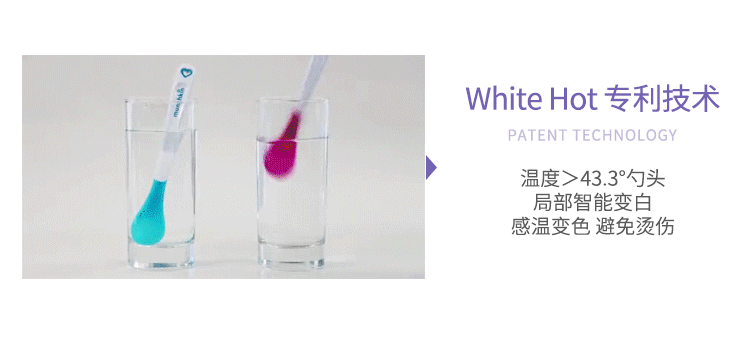 munchkin
White Hot 专利技术
PATENT TECHNOLOGY
温度＞43.3°勺头
局部智能变白
感温变色 避免烫伤